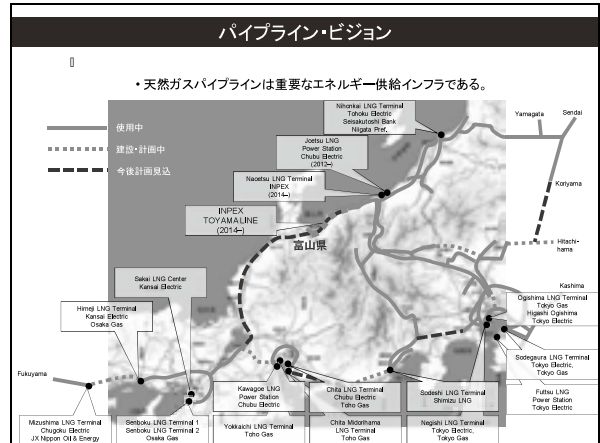 パイプライン・ビジョン
・天然ガスパイプラインは重要なエネルギー供給インフラである。
使用中
建設・計画中
今後計画見込
Nihonkai LNG Terminal
Tohoku Electric
Seisakutoshi Bank
Niigata Pref.
Yamagata
Sendai
Joetsu LNG
Power Station
Chubu Electric
(2012–)
Naoetsu LNG Terminal
INPEX
(2014–)
Koriyama
INPEX
TOYAMALINE
(2014–)
富山県
Hitachi-
hama
Sakai LNG Center
Kansai Electric
Kashima
Himeji LNG Terminal
Kansai Electric
Osaka Gas
Ogishima LNG Terminal
Tokyo Gas
Higashi Ogishima
Tokyo Electric
Fukuyama
Sodegaura LNG Terminal
Tokyo Electric,
Tokyo Gas
Kawagoe LNG
Power Station
Chubu Electric
Chita LNG Terminal
Chubu Electric
Toho Gas
Sodeshi LNG Terminal
Shimizu LNG
Futtsu LNG
Power Station
Tokyo Electric
Mizushima LNG Terminal
Chugoku Electric
JX Nippon Oil & Energy
Senboku LNG Terminal 1
Senboku LNG Terminal 2
Osaka Gas
Yokkaichi LNG Terminal
Toho Gas
Chita Midorihama
LNG Terminal
Toho Gas
Negishi LNG Terminal
Tokyo Electric,
Tokyo Gas